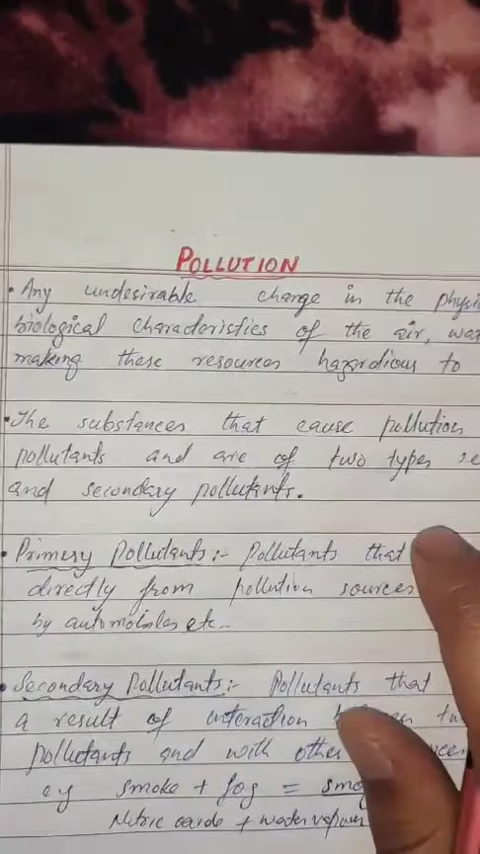 POLLUTION
• Any undesirable change in the physi
biological characteristics of the air, wa
making these resources hazardious to
• The substances that cause pollution
pollutants and are of two types
and secondary pollutants.
• Primary Pollutants:- Pollutants that
directly from pollution sources
by automobiles etc-
• Secondary Pollutants:- Pollutants that
a result of interaction
pollutants and with other
eg smoke + fog = smo
Nitric oxide + water vapour